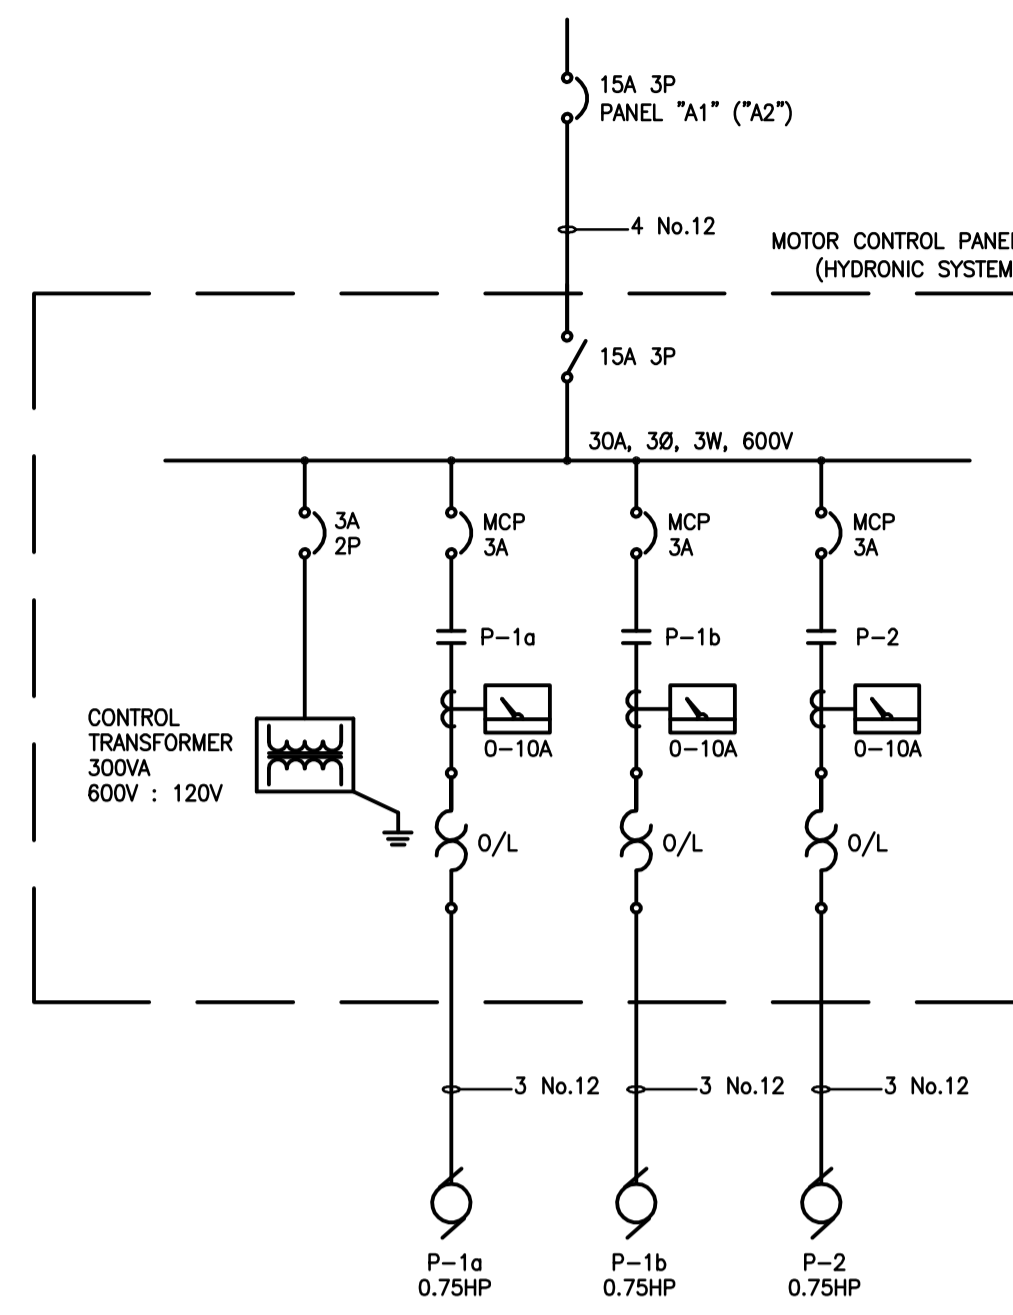 15A 3P
PANEL "A1" ("A2")
4 No.12
MOTOR CONTROL PANEL
(HYDRONIC SYSTEM
15A 3P
30A, 3Ø, 3W, 600V
3A
2P
MCP
3A
MCP
3A
MCP
3A
P-1a
P-1b
P-2
CONTROL
TRANSFORMER
300VA
600V : 120V
0-10A
0-10A
0-10A
O/L
O/L
O/L
3 No.12
3 No.12
3 No.12
P-1a
0.75HP
P-1b
0.75HP
P-2
0.75HP